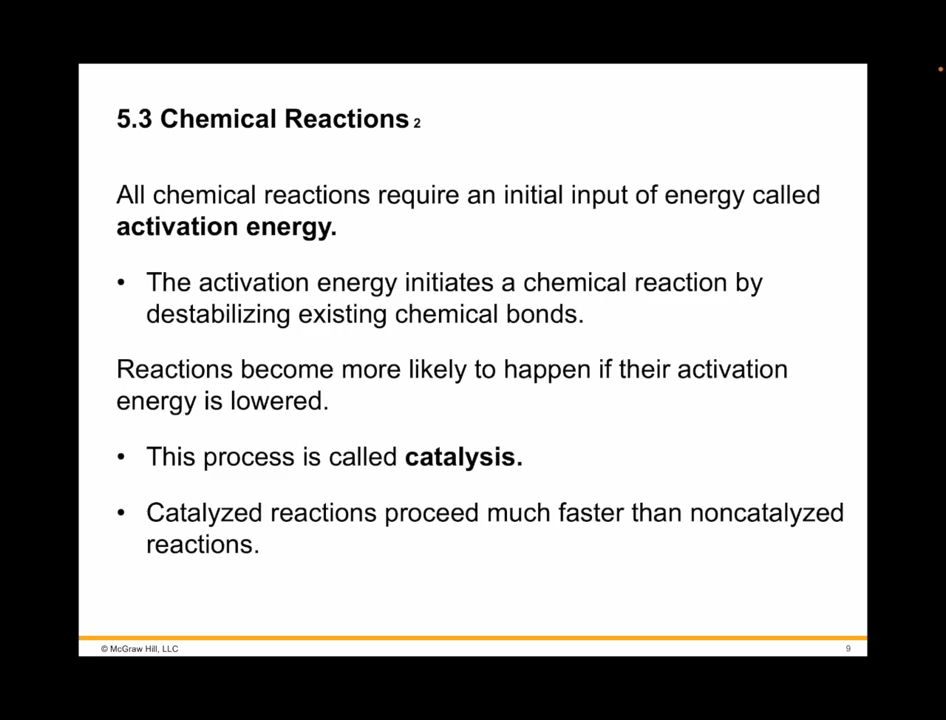 5.3 Chemical Reactions 2
All chemical reactions require an initial input of energy called
activation energy.
• The activation energy initiates a chemical reaction by
destabilizing existing chemical bonds.
Reactions become more likely to happen if their activation
energy is lowered.
• This process is called catalysis.
• Catalyzed reactions proceed much faster than noncatalyzed
reactions.
© McGraw Hill, LLC
9